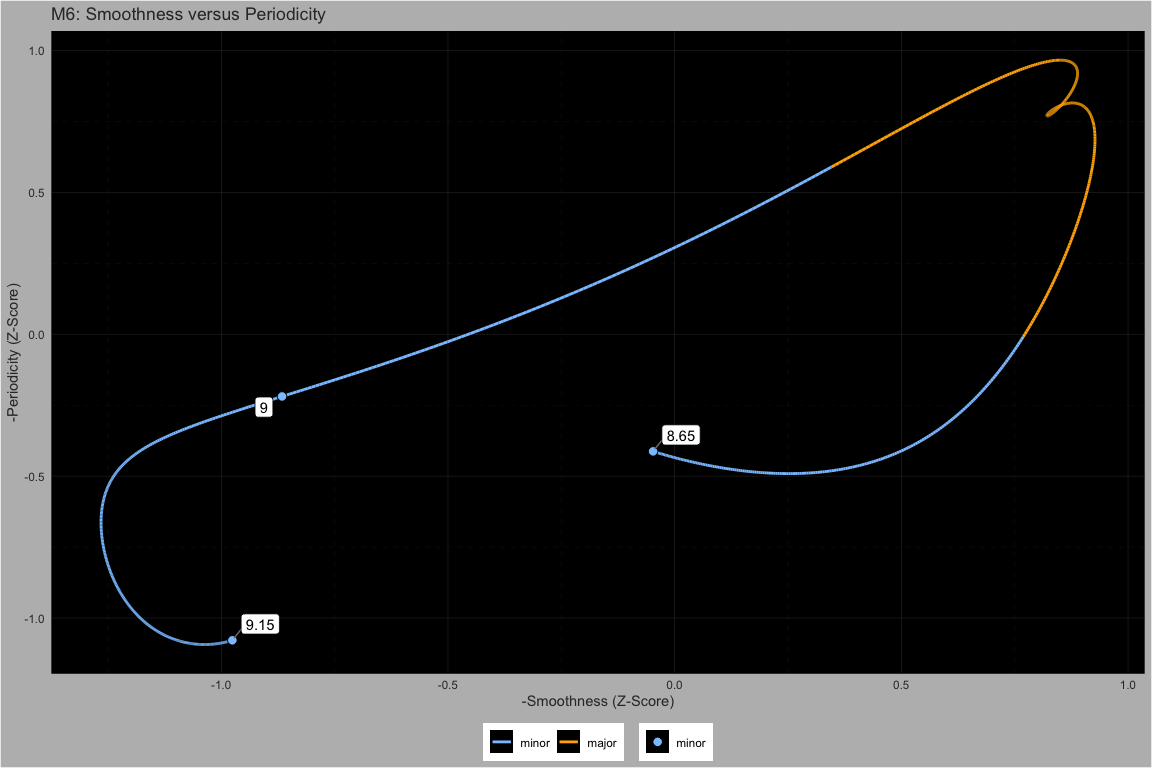 M6: Smoothness versus Periodicity
1.0
0.5
0.0
-0.5
-1.0
-Periodicity (Z-Score)
8.65
9
9.15
-1.0 -0.5 0.0 0.5 1.0
-Smoothness (Z-Score)
minor major minor